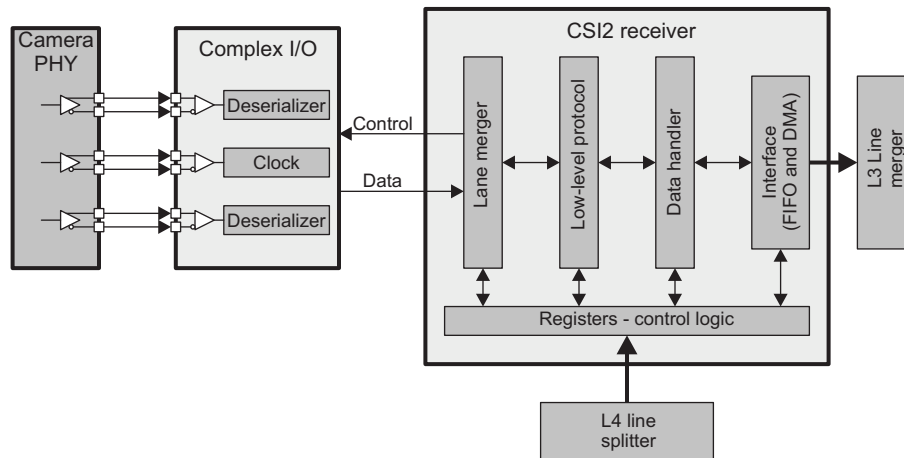 Camera
PHY
Complex I/O
Deserializer
Clock
Deserializer
Control
Data
CSI2 receiver
Lane merger
Low-level protocol
Data handler
Interface
(FIFO and DMA)
L3 Line
merger
Registers - control logic
L4 line
splitter